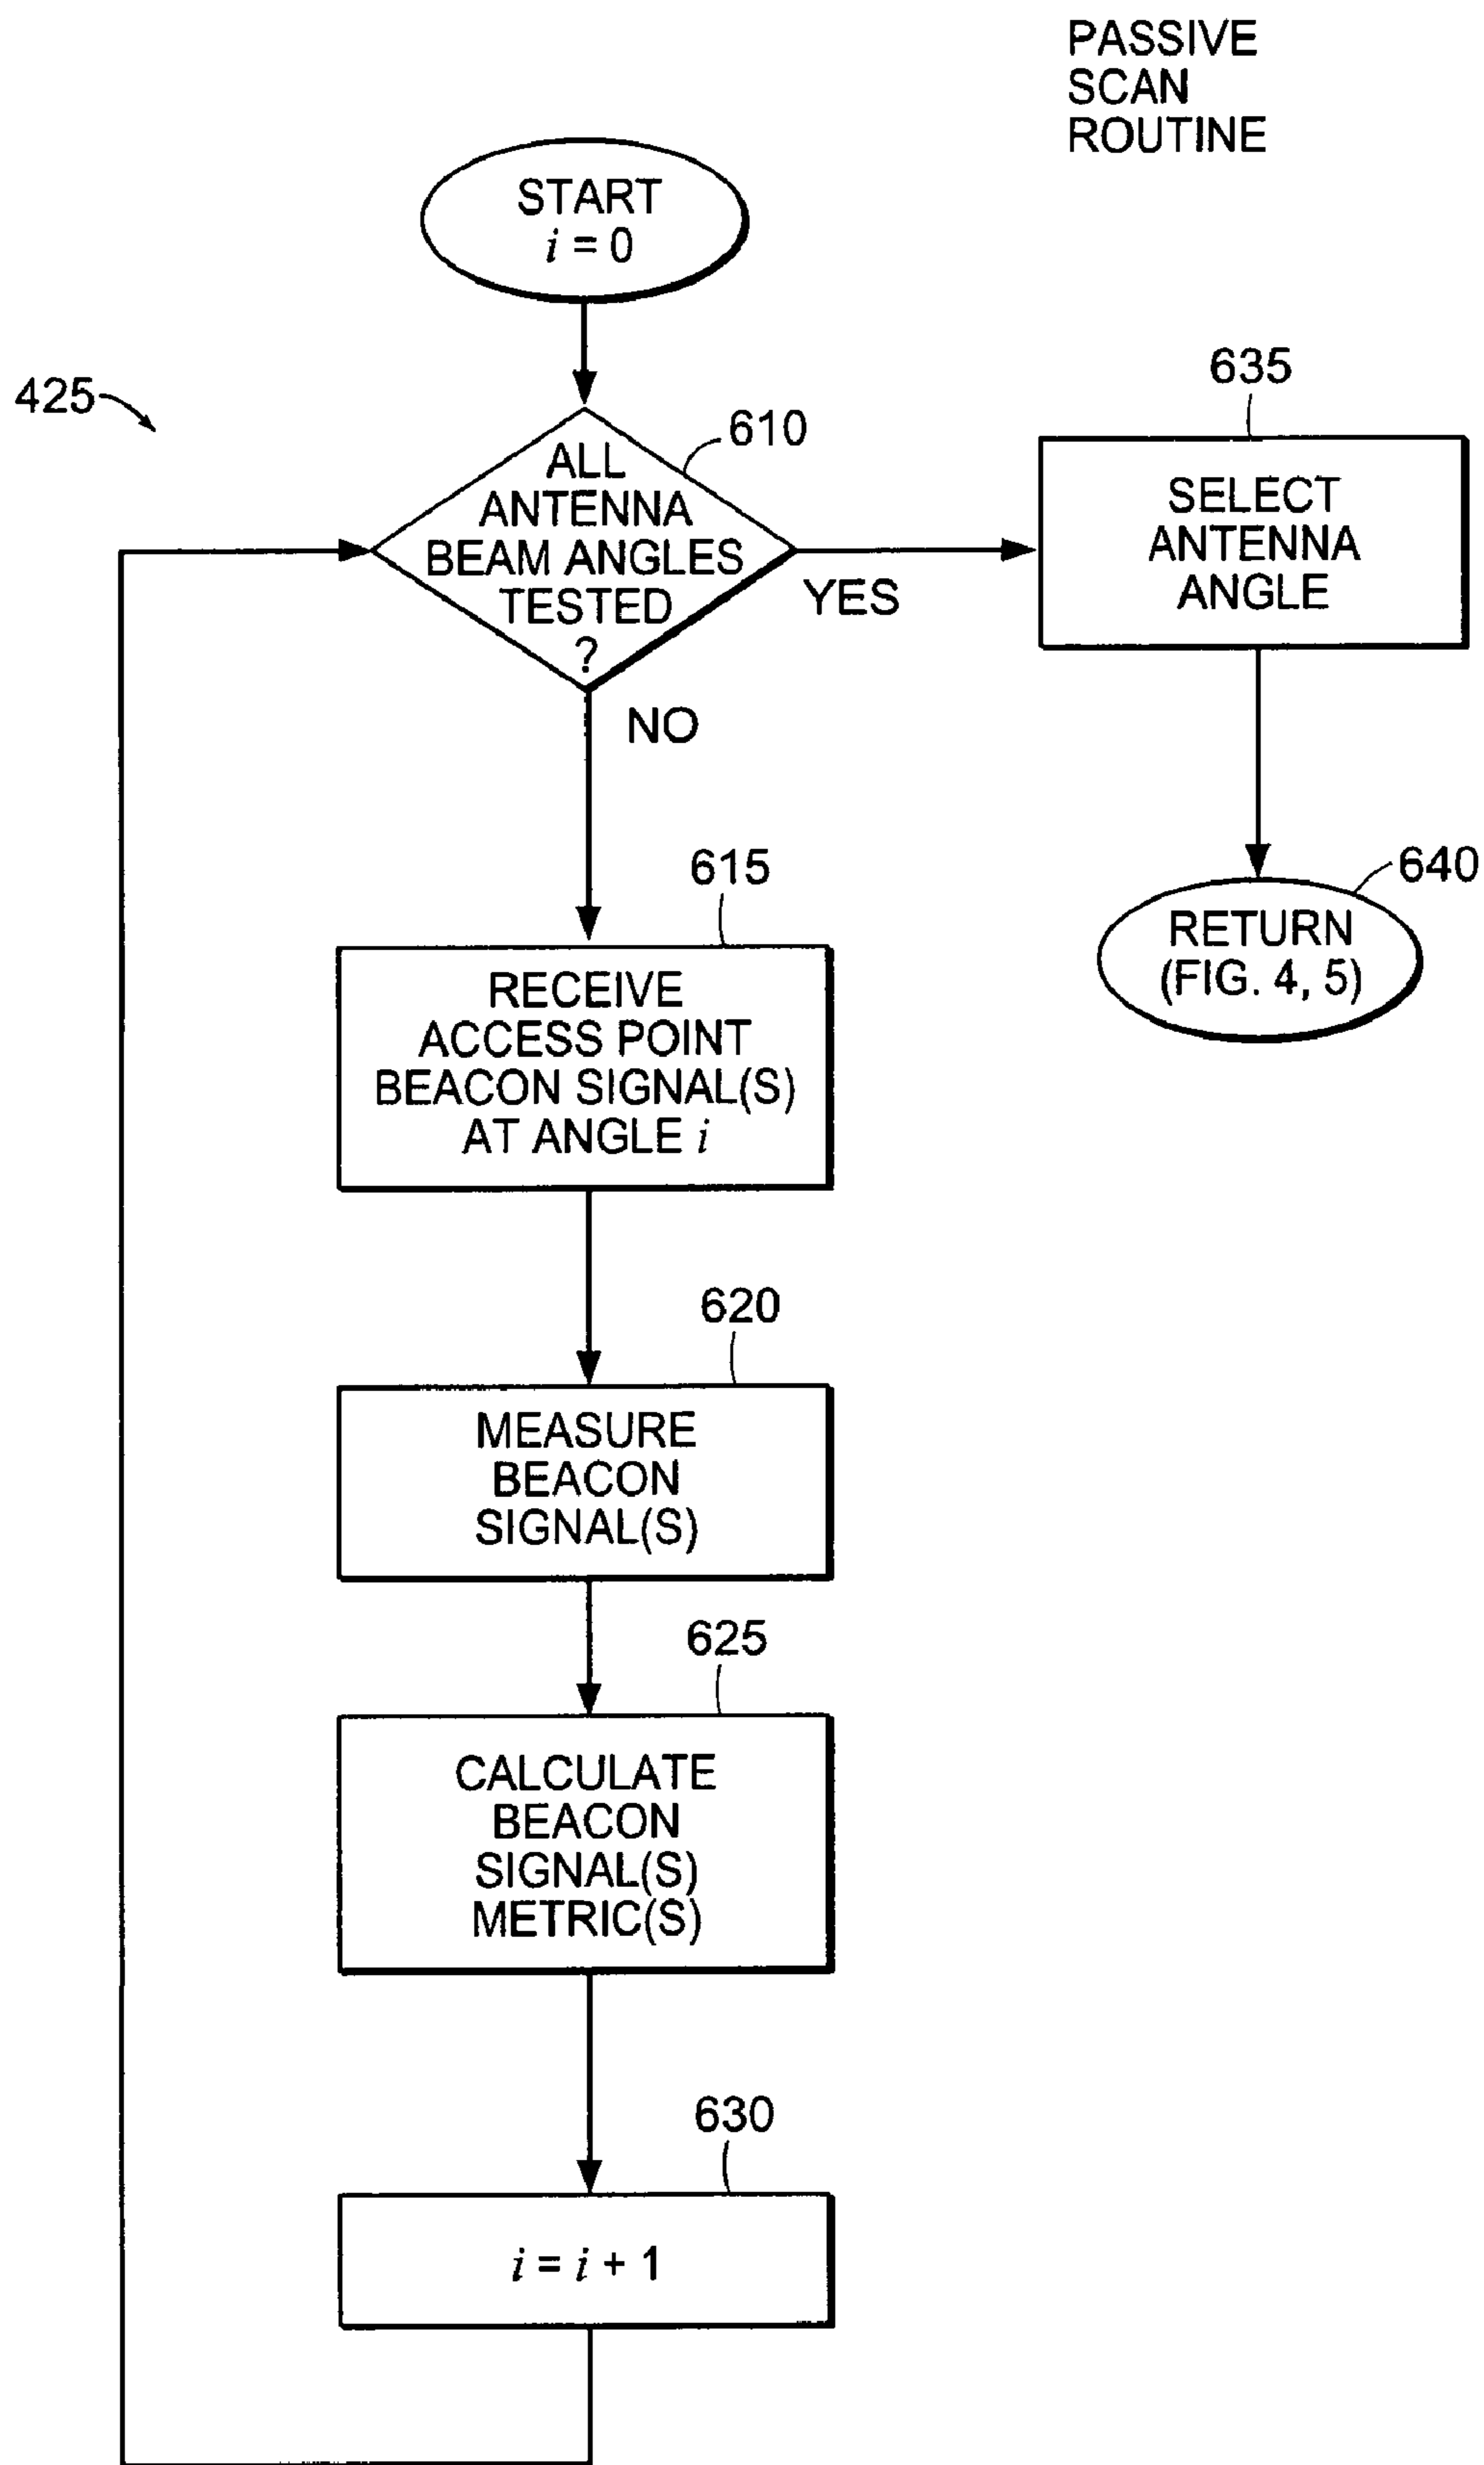 PASSIVE
SCAN
ROUTINE
START
i = 0
425
610
ALL
ANTENNA
BEAM ANGLES
TESTED
?
YES
NO
635
SELECT
ANTENNA
ANGLE
640
RETURN
(FIG. 4, 5)
615
RECEIVE
ACCESS POINT
BEACON SIGNAL(S)
AT ANGLE i
620
MEASURE
BEACON
SIGNAL(S)
625
CALCULATE
BEACON
SIGNAL(S)
METRIC(S)
630
i = i + 1